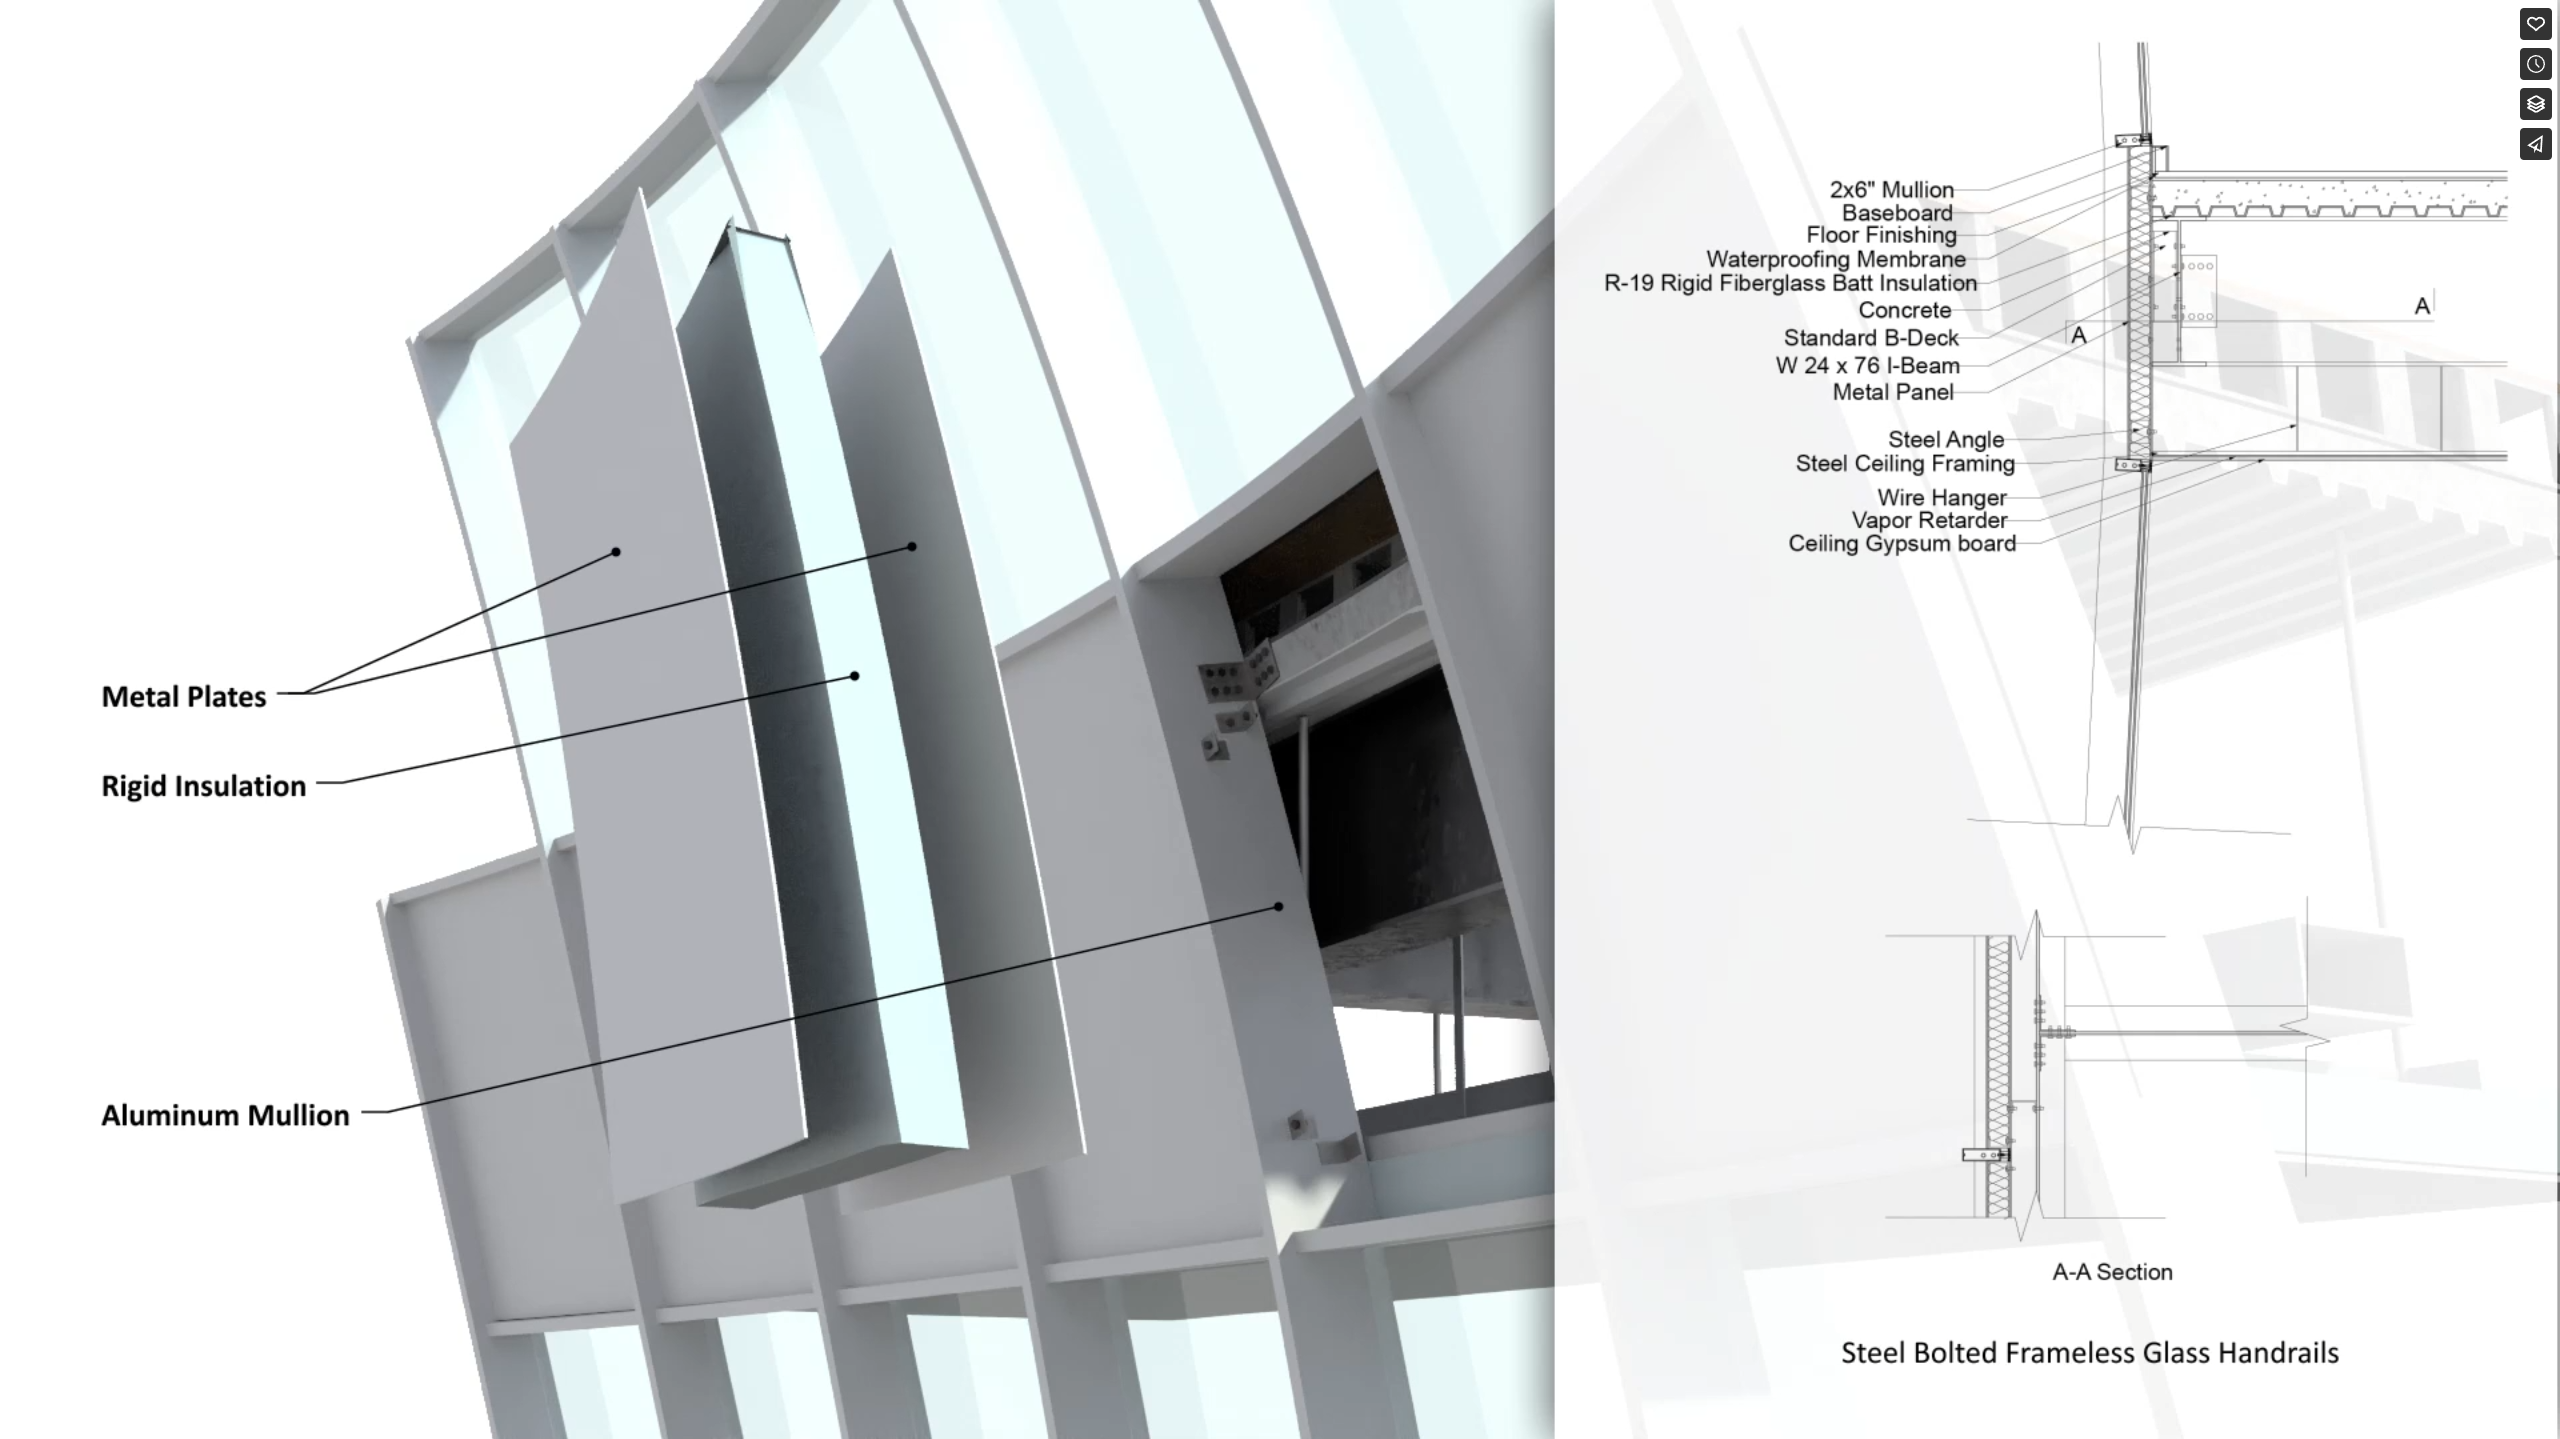 Metal Plates
Rigid Insulation
Aluminum Mullion
2x6" Mullion
Baseboard
Floor Finishing
Waterproofing Membrane
R-19 Rigid Fiberglass Batt Insulation
Concrete
Standard B-Deck
W 24 x 76 I-Beam
Metal Panel
A
A
Steel Angle
Steel Ceiling Framing
Wire Hanger
Vapor Retarder
Ceiling Gypsum board
A-A Section
Steel Bolted Frameless Glass Handrails